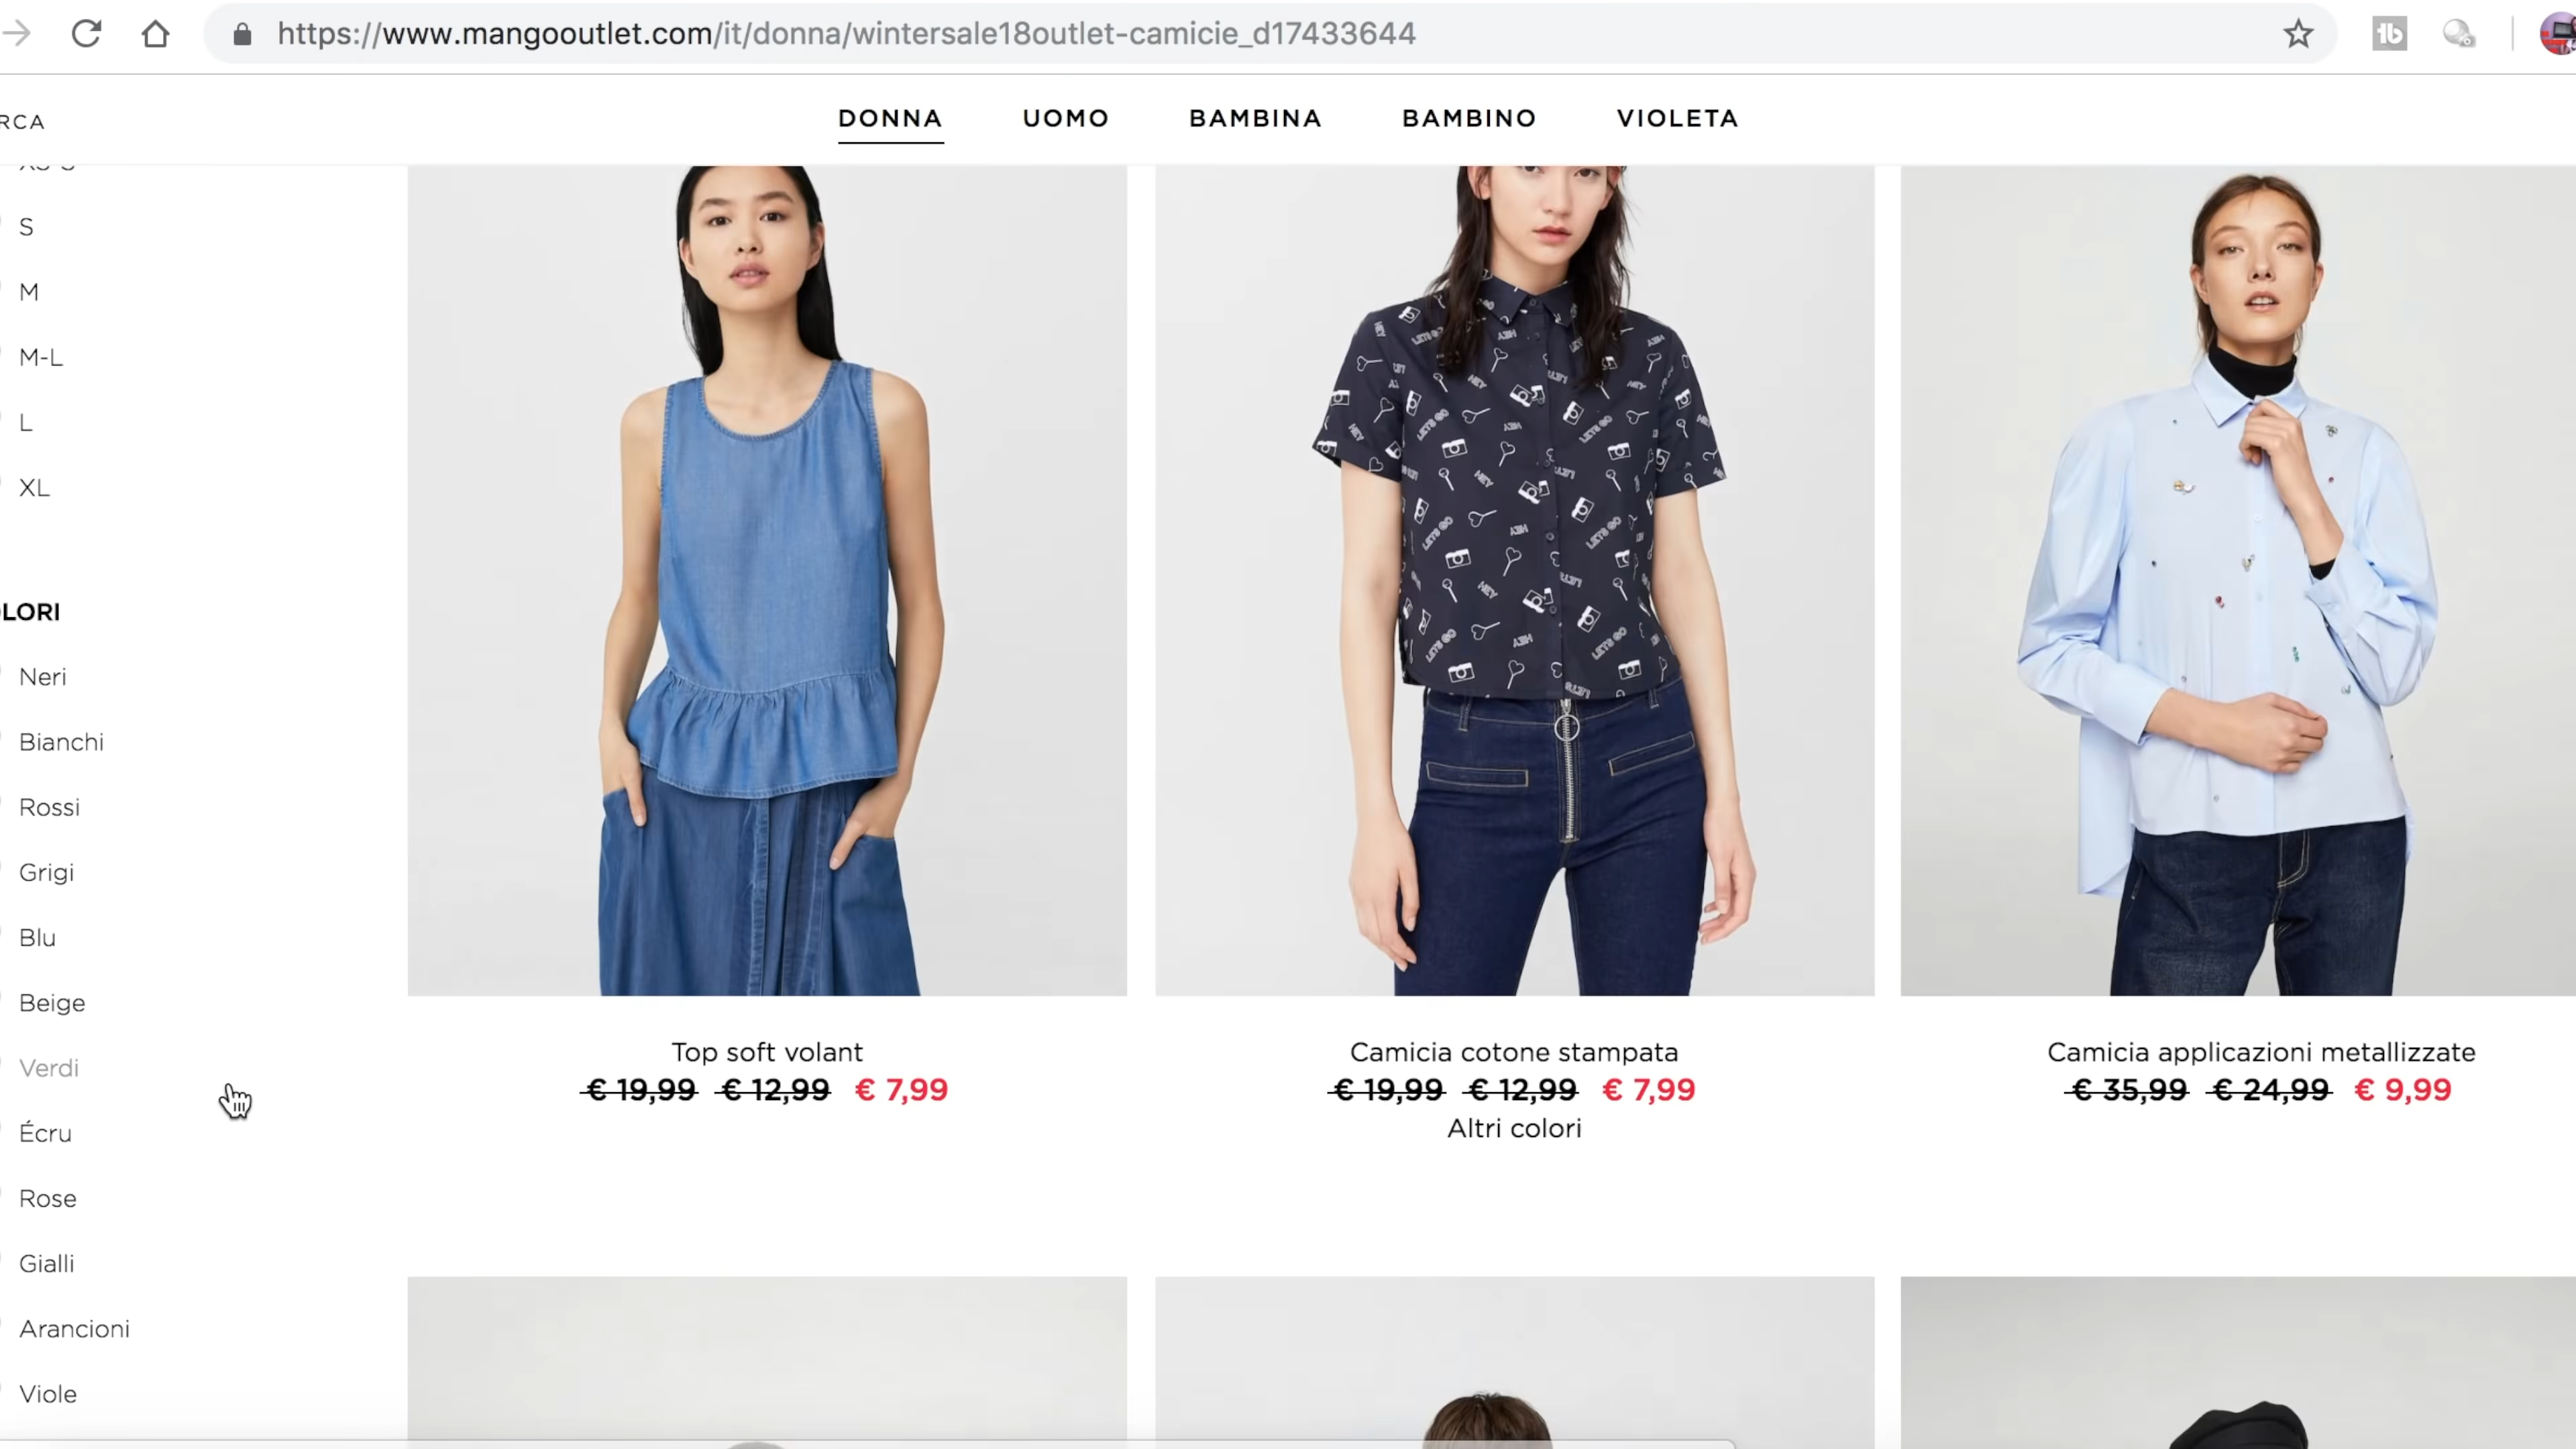 https://www.mangooutlet.com/it/donna/wintersale18outlet-camicie_d17433644
RCA
DONNA
UOMO
BAMBINA
BAMBINO
VIOLETA
S
M
M-L
L
XL
LORI
Neri
Bianchi
Rossi
Grigi
Blu
Beige
Verdi
Écru
Rose
Gialli
Arancioni
Viole
Top soft volant
€ 19,99 € 12,99 € 7,99
Camicia cotone stampata
€ 19,99 € 12,99 € 7,99
Altri colori
Camicia applicazioni metallizzate
€ 35,99 € 24,99 € 9,99